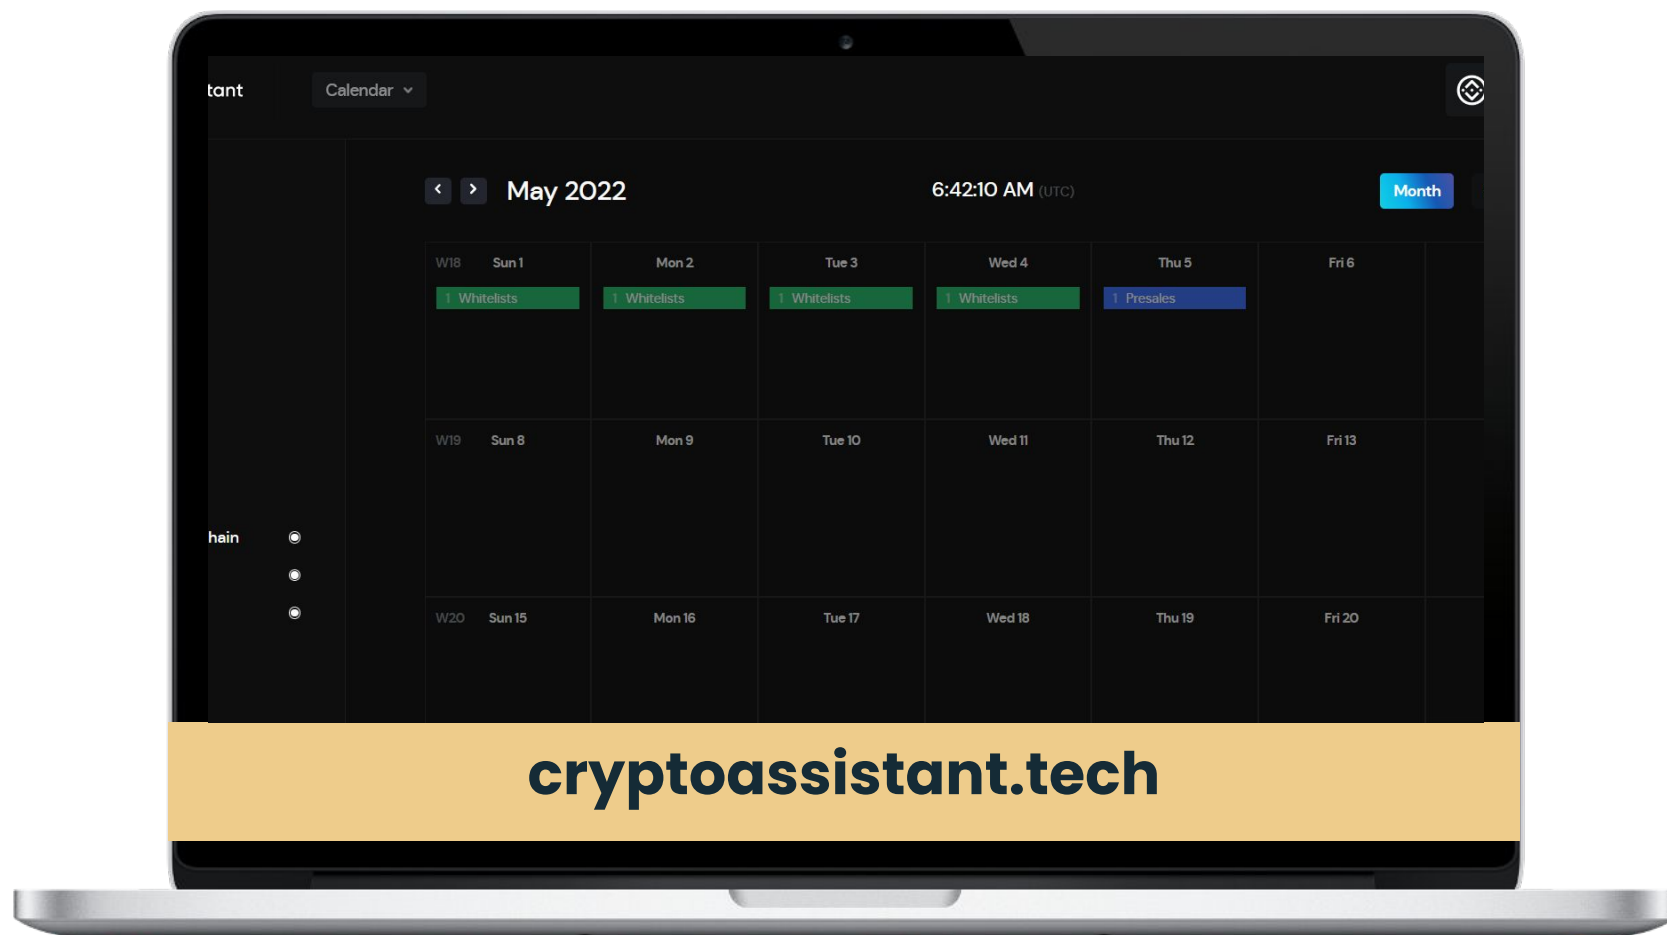 tant
Calendar
May 2022
6:42:10 AM (UTC)
Month
W18 Sun 1 Mon 2 Tue 3 Wed 4 Thu 5 Fri 6
1 Whitelists 1 Whitelists 1 Whitelists 1 Whitelists 1 Presales
W19 Sun 8 Mon 9 Tue 10 Wed 11 Thu 12 Fri 13
hain
W20 Sun 15 Mon 16 Tue 17 Wed 18 Thu 19 Fri 20
cryptoassistant.tech